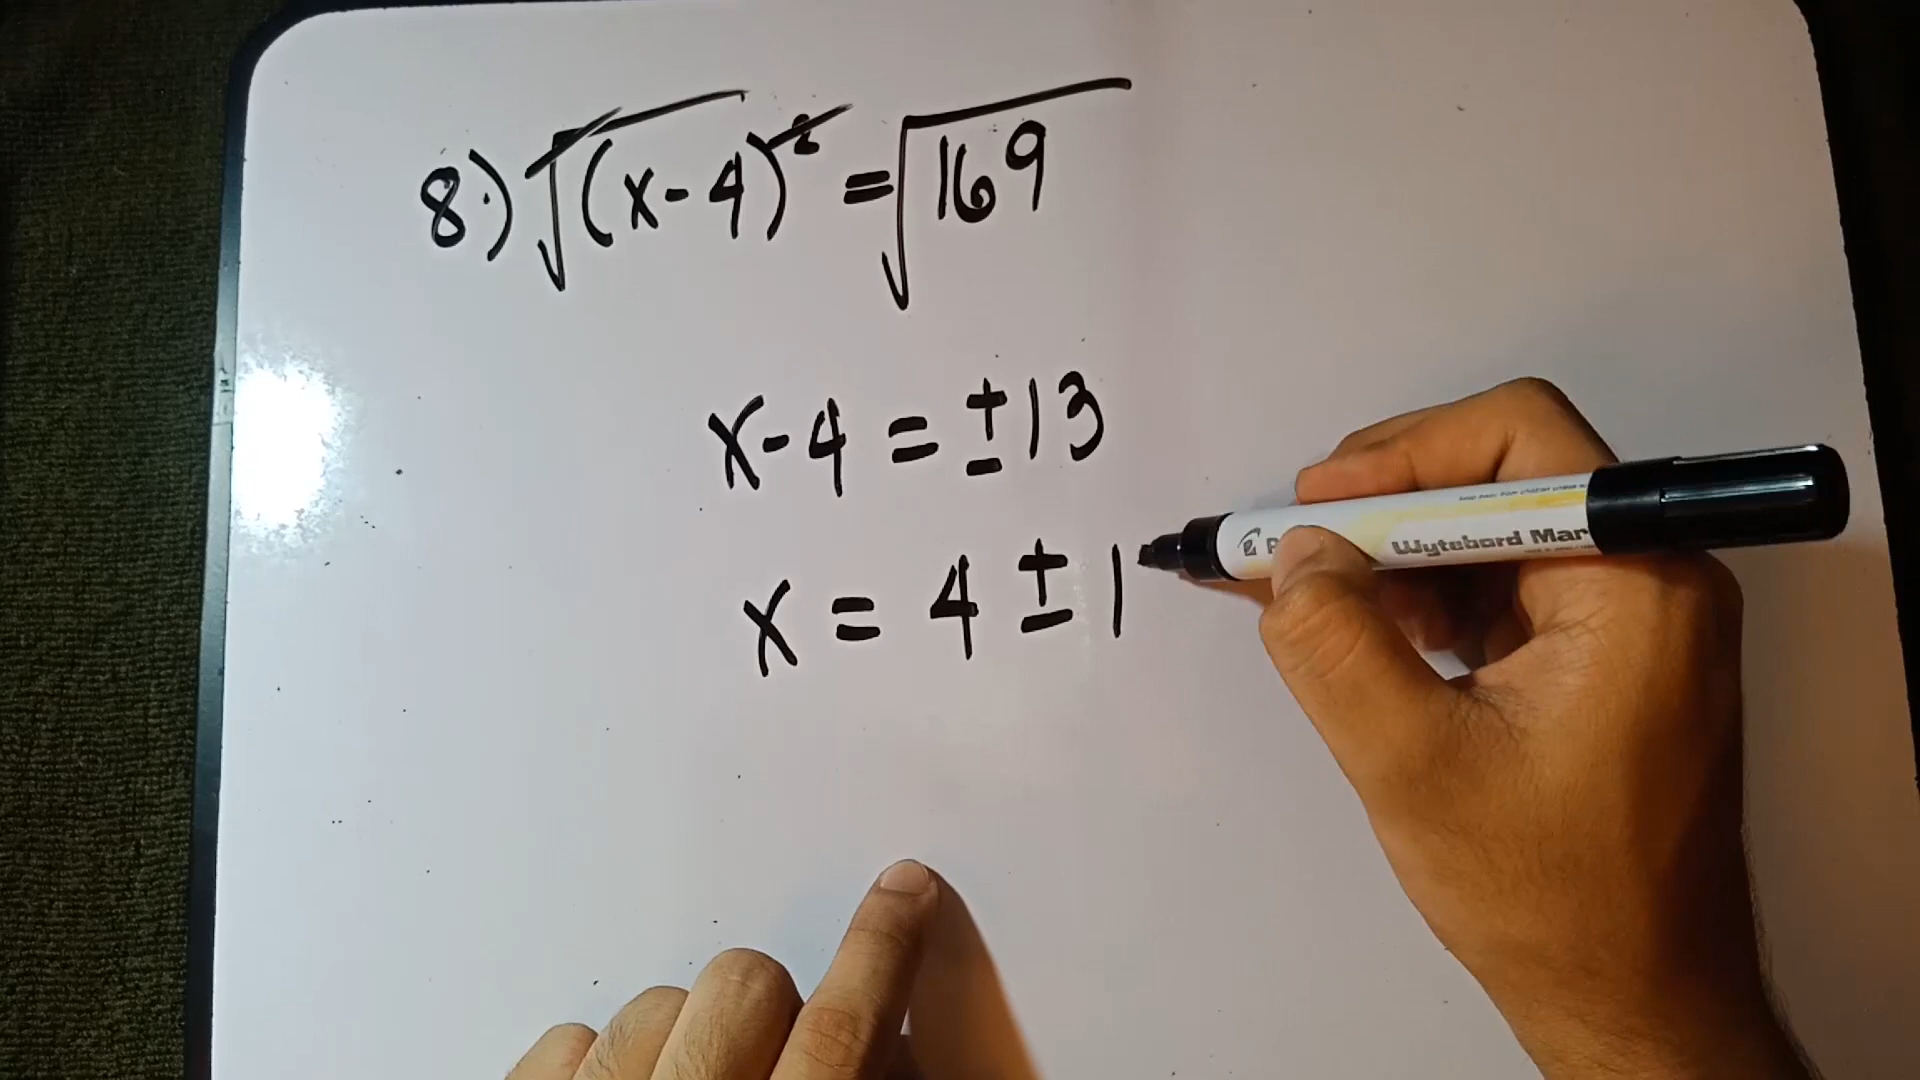 8.) √(x-4)² = √169
x-4 = ±13
x = 4 ± 1
Wytebord Mar